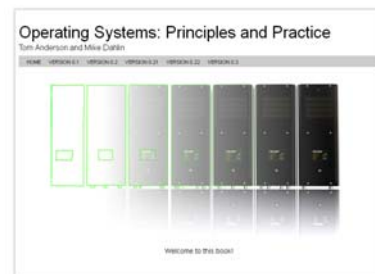 Operating Systems: Principles and Practice
Tom Anderson and Mike Dahlin
HOME VERSION 0.1 VERSION 0.2 VERSION 0.21 VERSION 0.22 VERSION 0.3
Welcome to this book!